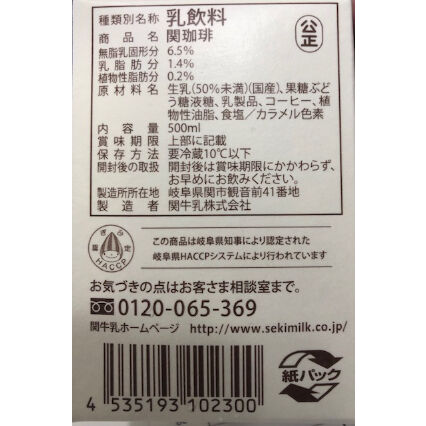 種類別名称 乳飲料
公正
商品名 関珈琲
無脂乳固形分 6.5%
乳脂肪分 1.4%
植物性脂肪分 0.2%
原材料名 生乳(50%未満)(国産)、果糖ぶど
う糖液糖、乳製品、コーヒー、植
物性油脂、食塩/カラメル色素
内容量 500ml
賞味期限 上部に記載
保存方法 要冷蔵10℃以下
開封後の取扱 開封後は賞味期限にかかわらず、
お早めにお飲みください。
製造所所在地 岐阜県関市観音前41番地
製造者 関牛乳株式会社
ぎふ
認定
HACCP
この商品は岐阜県知事により認定された
岐阜県HACCPシステムにより行われています
お気づきの点はお客さま相談室まで。
0120-065-369
関牛乳ホームページ http://www.sekimilk.co.jp/
紙パック
4 535193 102300